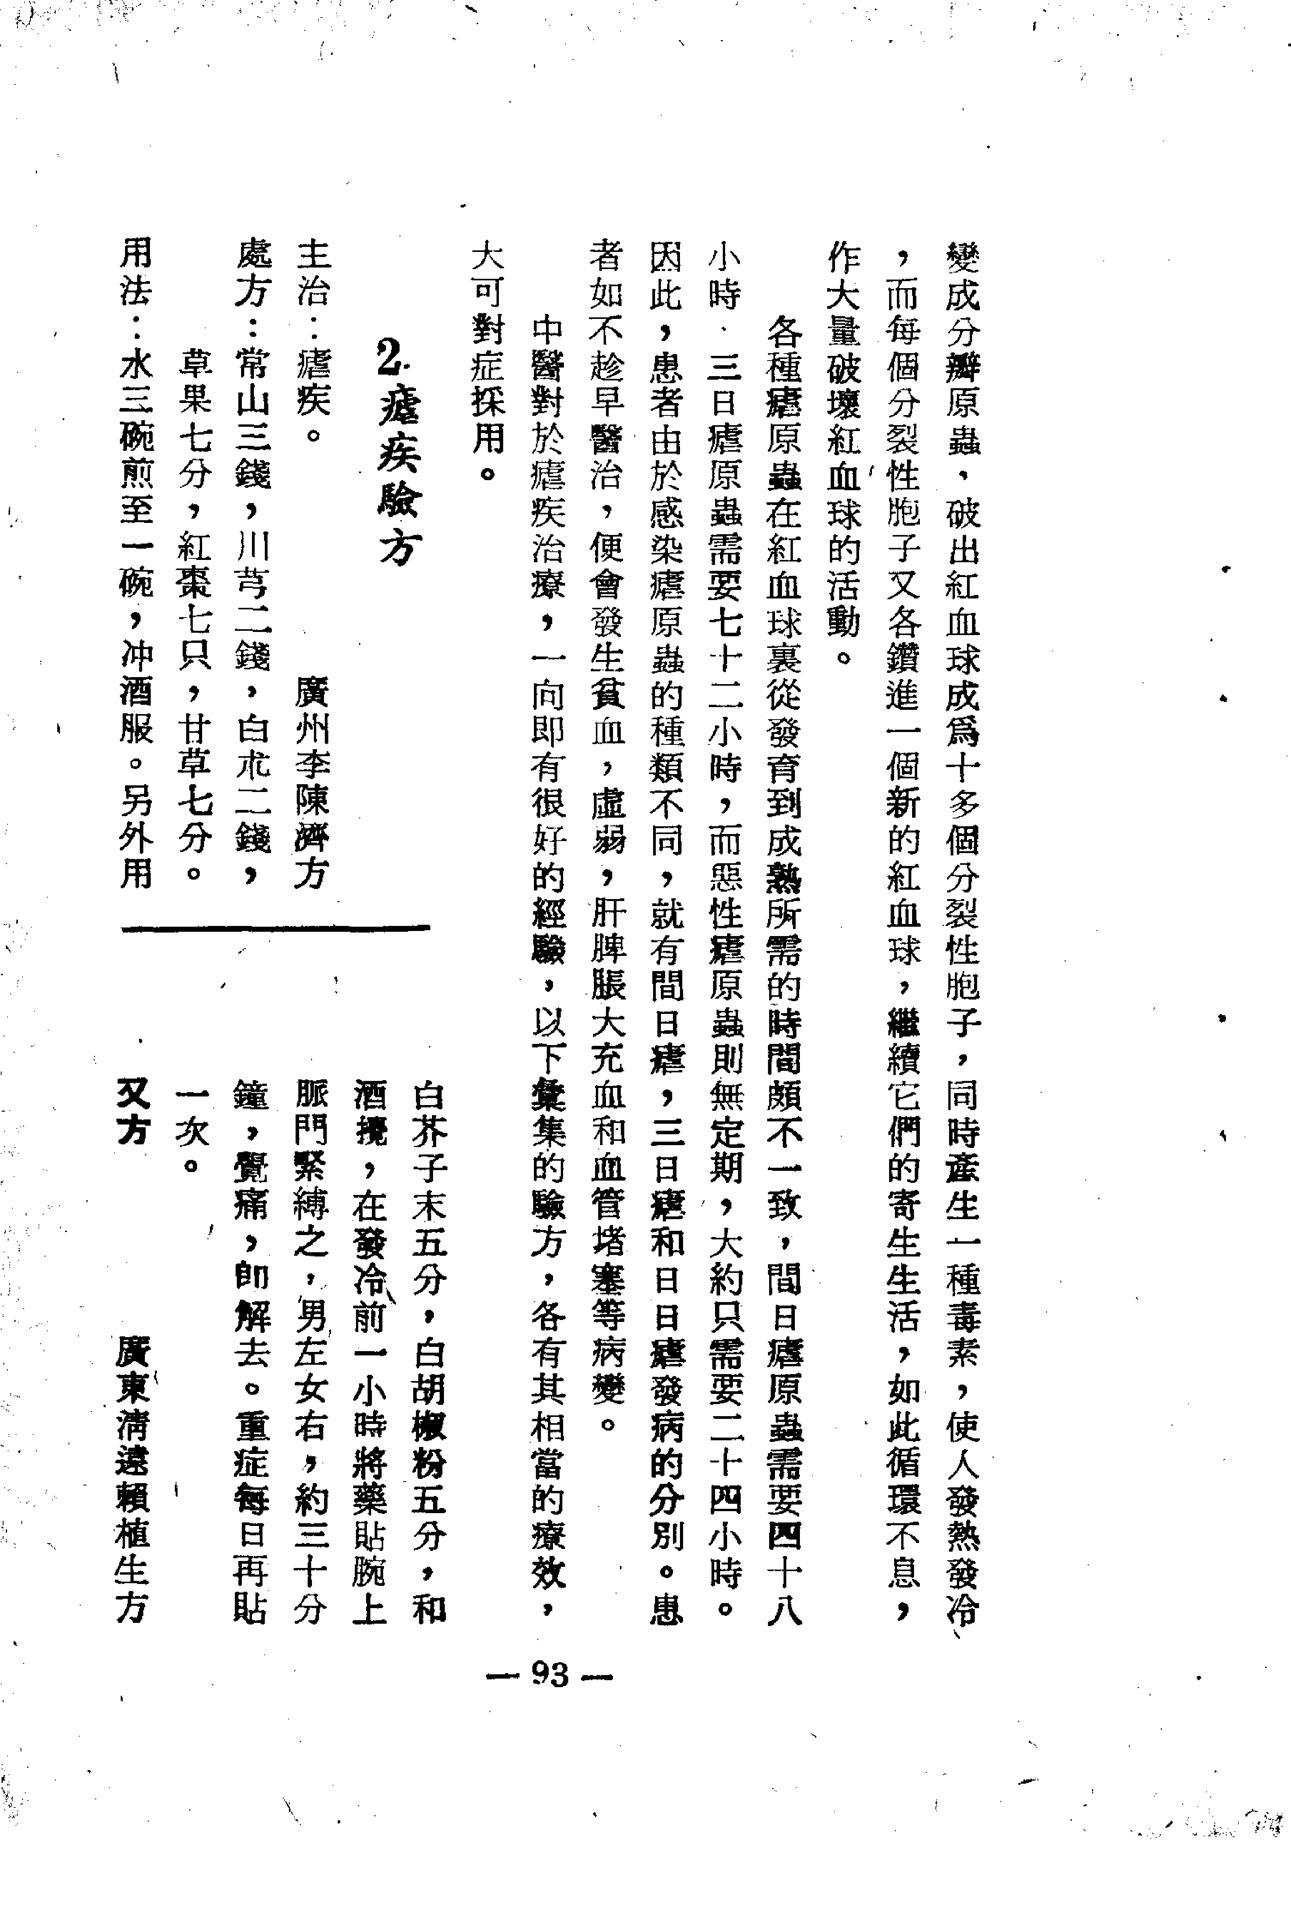 變成分瓣原蟲，破出紅血球成爲十多個分裂性胞子，同時產生一種毒素，使人發熱發冷
，而每個分裂性胞子又各鑽進一個新的紅血球，繼續它們的寄生生活，如此循環不息，
作大量破壞紅血球的活動。
各種瘧原蟲在紅血球裏從發育到成熟所需的時間頗不一致，間日瘧原蟲需要四十八
小時．三日瘧原蟲需要七十二小時，而惡性瘧原蟲則無定期，大約只需要二十四小時。
因此，患者由於感染瘧原蟲的種類不同，就有間日瘧，三日瘧和日日瘧發病的分別。患
者如不趁早醫治，便會發生貧血，虛弱，肝脾脹大充血和血管堵塞等病變。
中醫對於瘧疾治療，一向即有很好的經驗，以下彙集的驗方，各有其相當的療效，
大可對症採用。
2. 瘧疾驗方
廣州李陳濟方
主治：瘧疾。
處方：常山三錢，川芎二錢，白朮二錢，
草果七分，紅棗七只，甘草七分。
用法：水三碗煎至一碗，冲酒服。另外用
白芥子末五分，白胡椒粉五分，和
酒攪，在發冷前一小時將藥貼腕上
脈門緊縛之，男左女右，約三十分
鐘，覺痛，即解去。重症每日再貼
一次。
又方　廣東清遠賴植生方
— 93 —